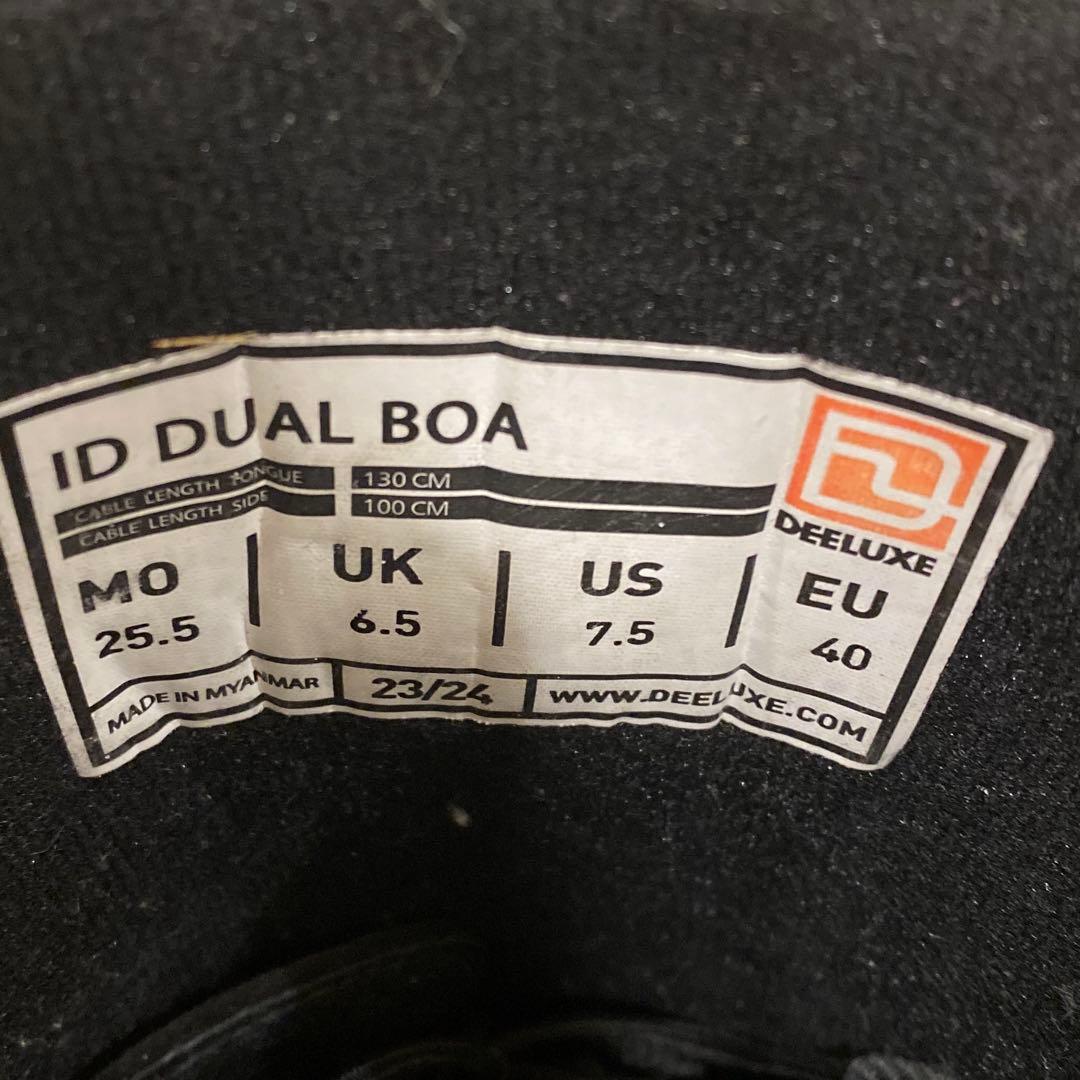 ID DUAL BOA
CABLE LENGTH TONGUE 130 CM
CABLE LENGTH SIDE 100 CM
DEELUXE
MO UK US EU
25.5 6.5 7.5 40
MADE IN MYANMAR 23/24 WWW.DEELUXE.COM